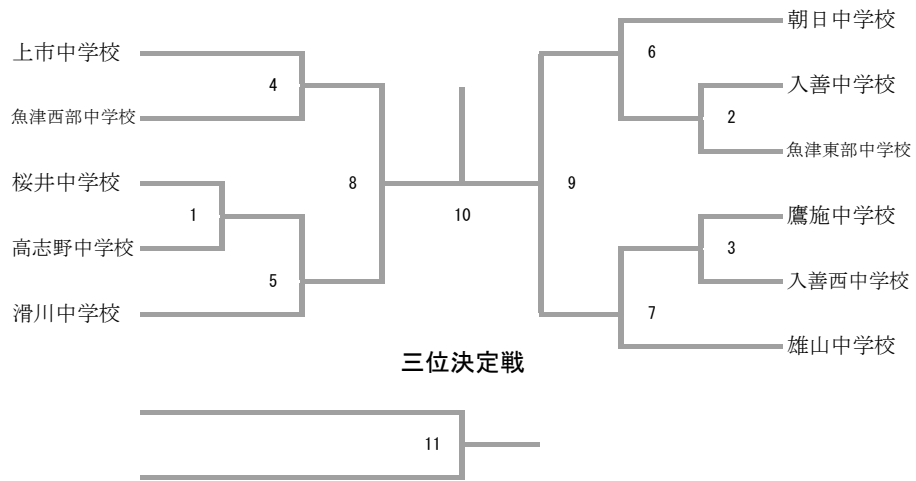 朝日中学校
上市中学校
6
4
入善中学校
魚津西部中学校
2
魚津東部中学校
桜井中学校
8
9
1
10
鷹施中学校
高志野中学校
3
5
入善西中学校
滑川中学校
7
雄山中学校
三位決定戦
11